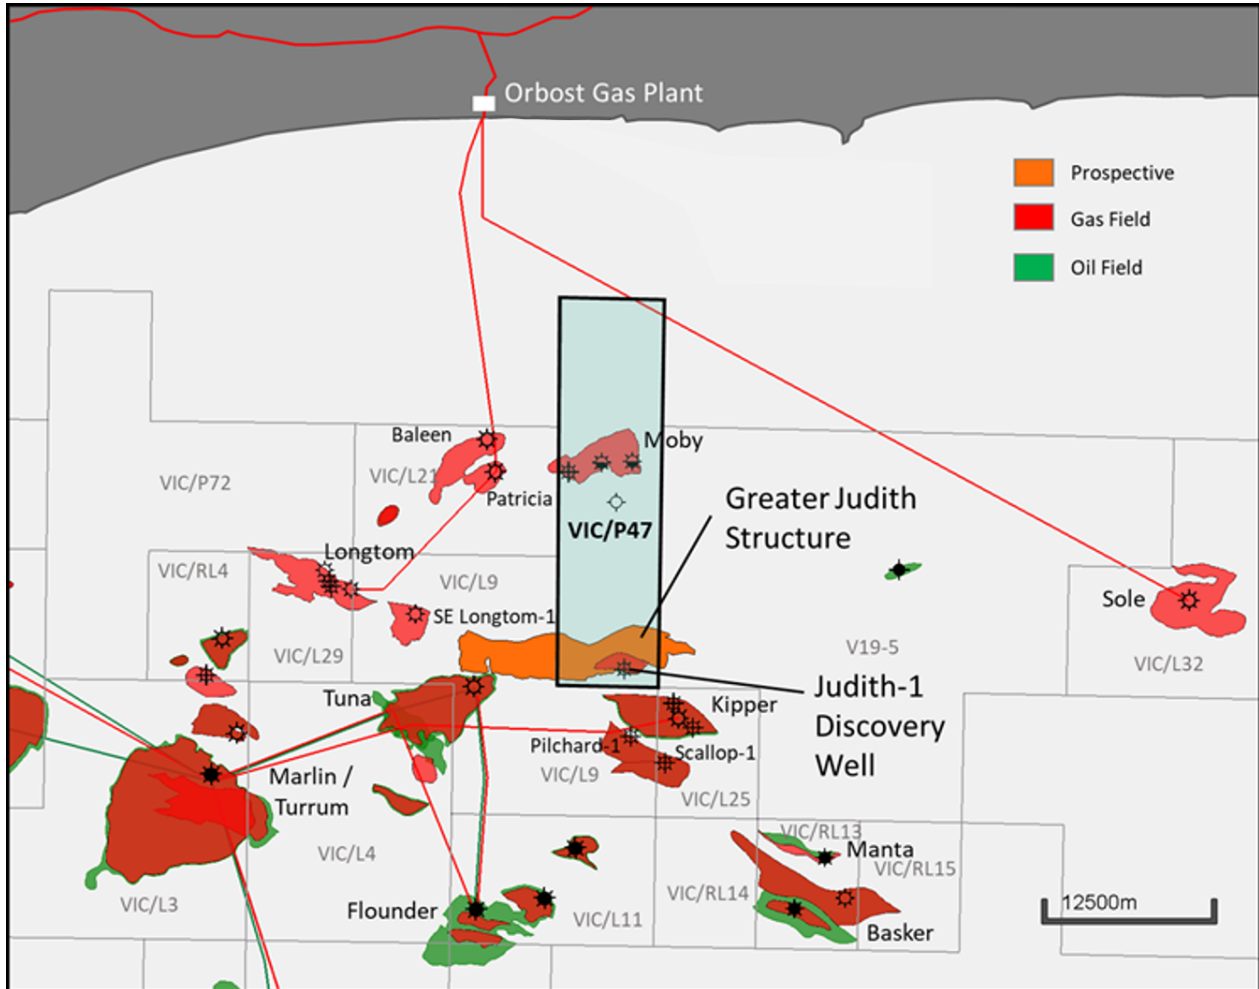 Orbost Gas Plant
Prospective
Gas Field
Oil Field
Baleen
Moby
VIC/L21
VIC/P72
Patricia
Greater Judith
Structure
VIC/P47
Longtom
VIC/RL4
VIC/L9
Sole
SE Longtom-1
V19-5
VIC/L29
VIC/L32
Tuna
Judith-1
Discovery
Well
Kipper
Pilchard-1
Scallop-1
VIC/L9
Marlin /
Turrum
VIC/L25
VIC/RL13
Manta
VIC/L4
VIC/RL15
VIC/RL14
12500m
VIC/L3
Flounder
VIC/L11
Basker